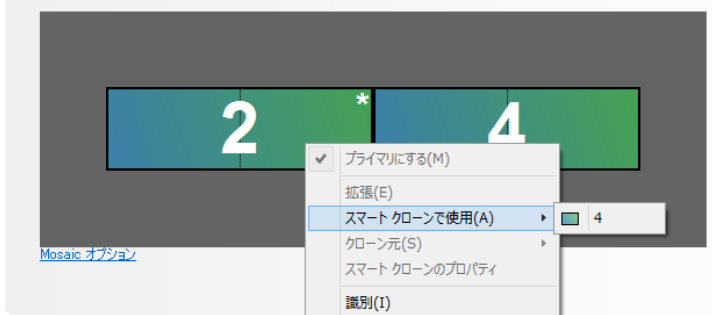 2
*
4
プライマリにする(M)
拡張(E)
スマート クローンで使用(A)
4
クローン元(S)
Mosaic オプション
スマート クローンのプロパティ
識別(I)